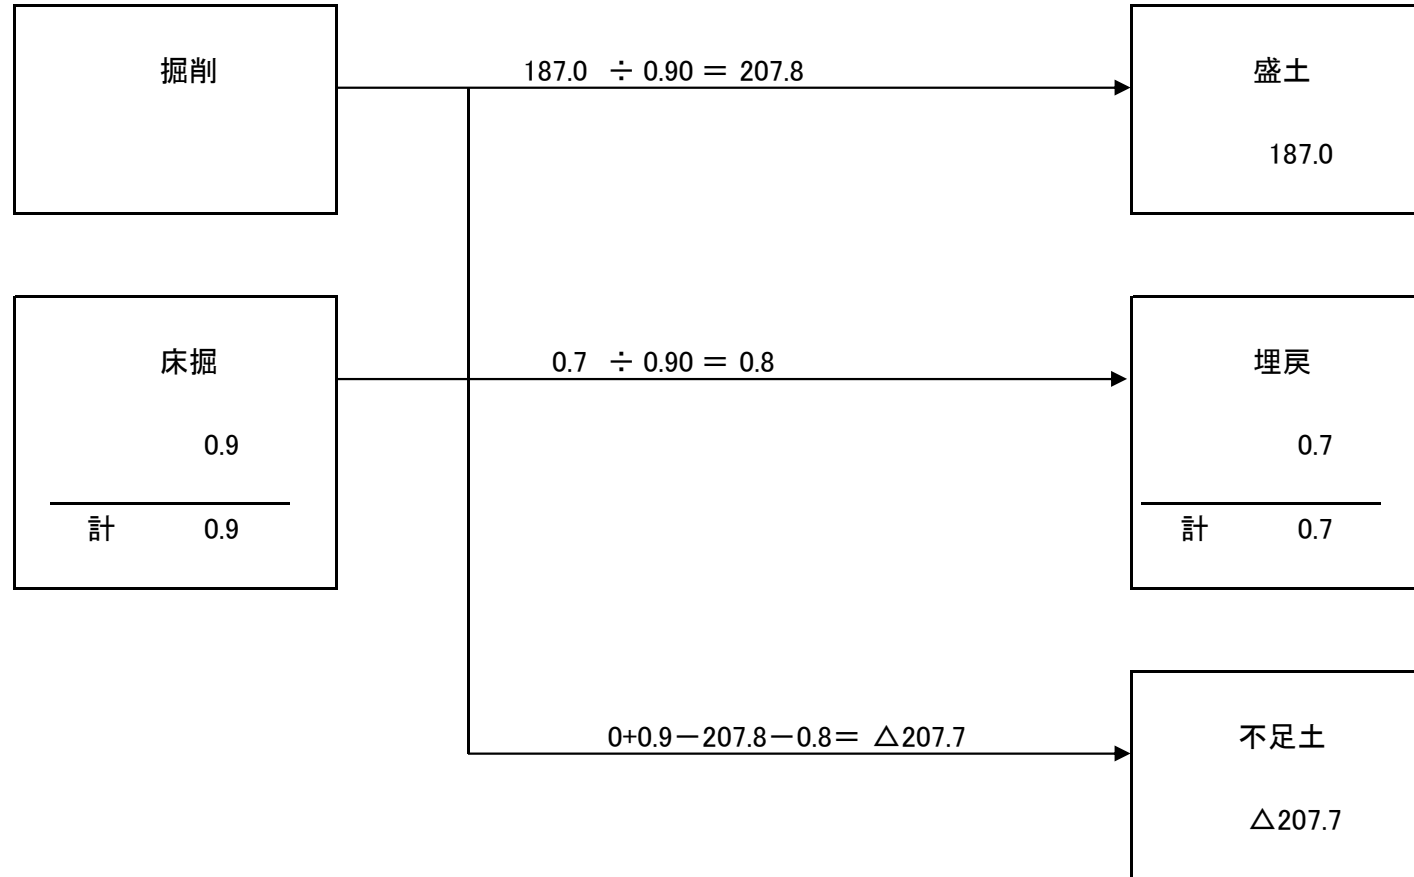 掘削
187.0 ÷ 0.90 = 207.8
盛土
187.0
床掘
0.9
計 0.9
0.7 ÷ 0.90 = 0.8
埋戻
0.7
計 0.7
0+0.9-207.8-0.8= △207.7
不足土
△207.7